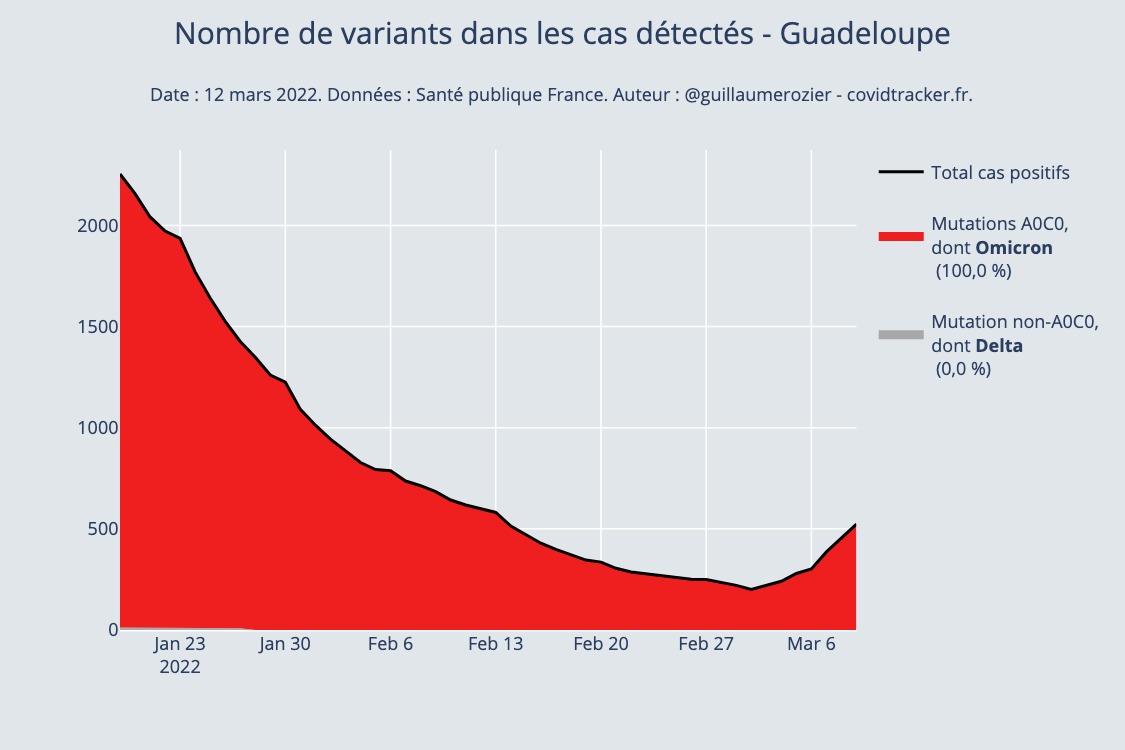 Nombre de variants dans les cas détectés - Guadeloupe
Date : 12 mars 2022. Données : Santé publique France. Auteur : @guillaumerozier - covidtracker.fr.
Total cas positifs
Mutations A0C0,
dont Omicron
(100,0 %)
Mutation non-A0C0,
dont Delta
(0,0 %)
2000
1500
1000
500
0
Jan 23
2022
Jan 30
Feb 6
Feb 13
Feb 20
Feb 27
Mar 6